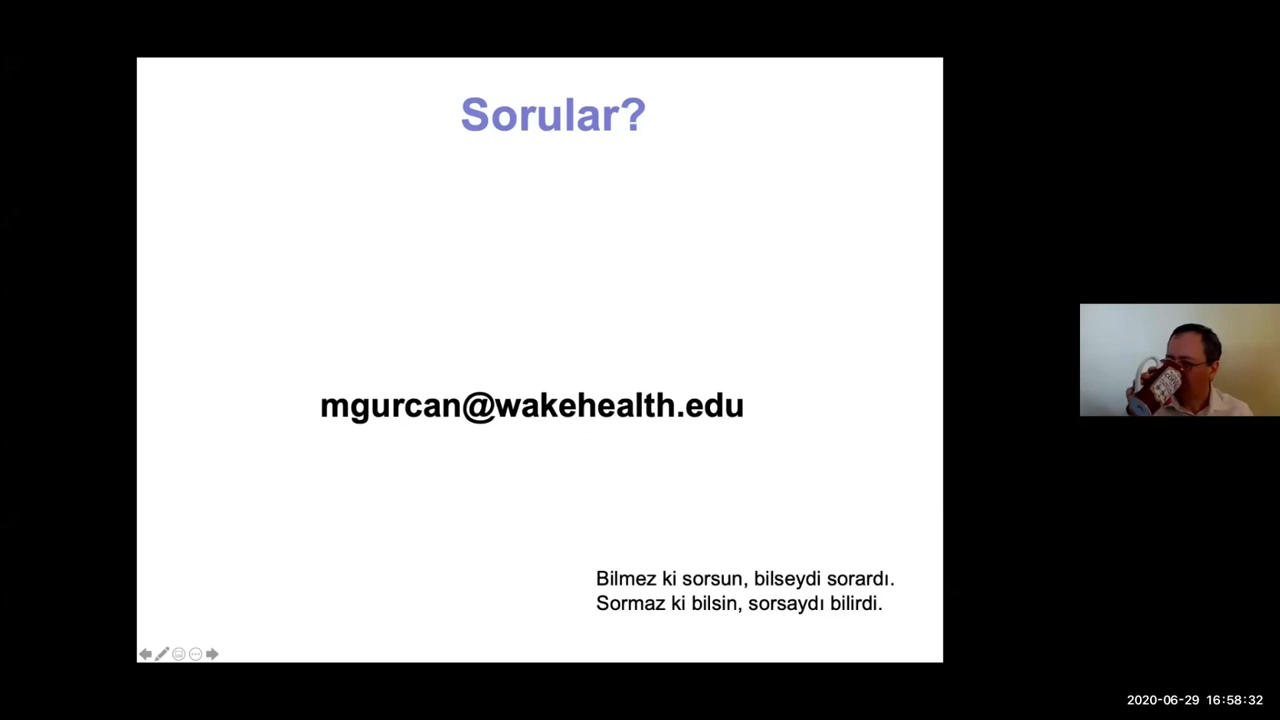 Sorular?
mgurcan@wakehealth.edu
Bilmez ki sorsun, bilseydi sorardı.
Sormaz ki bilsin, sorsaydı bilirdi.
2020-06-29 16:58:32